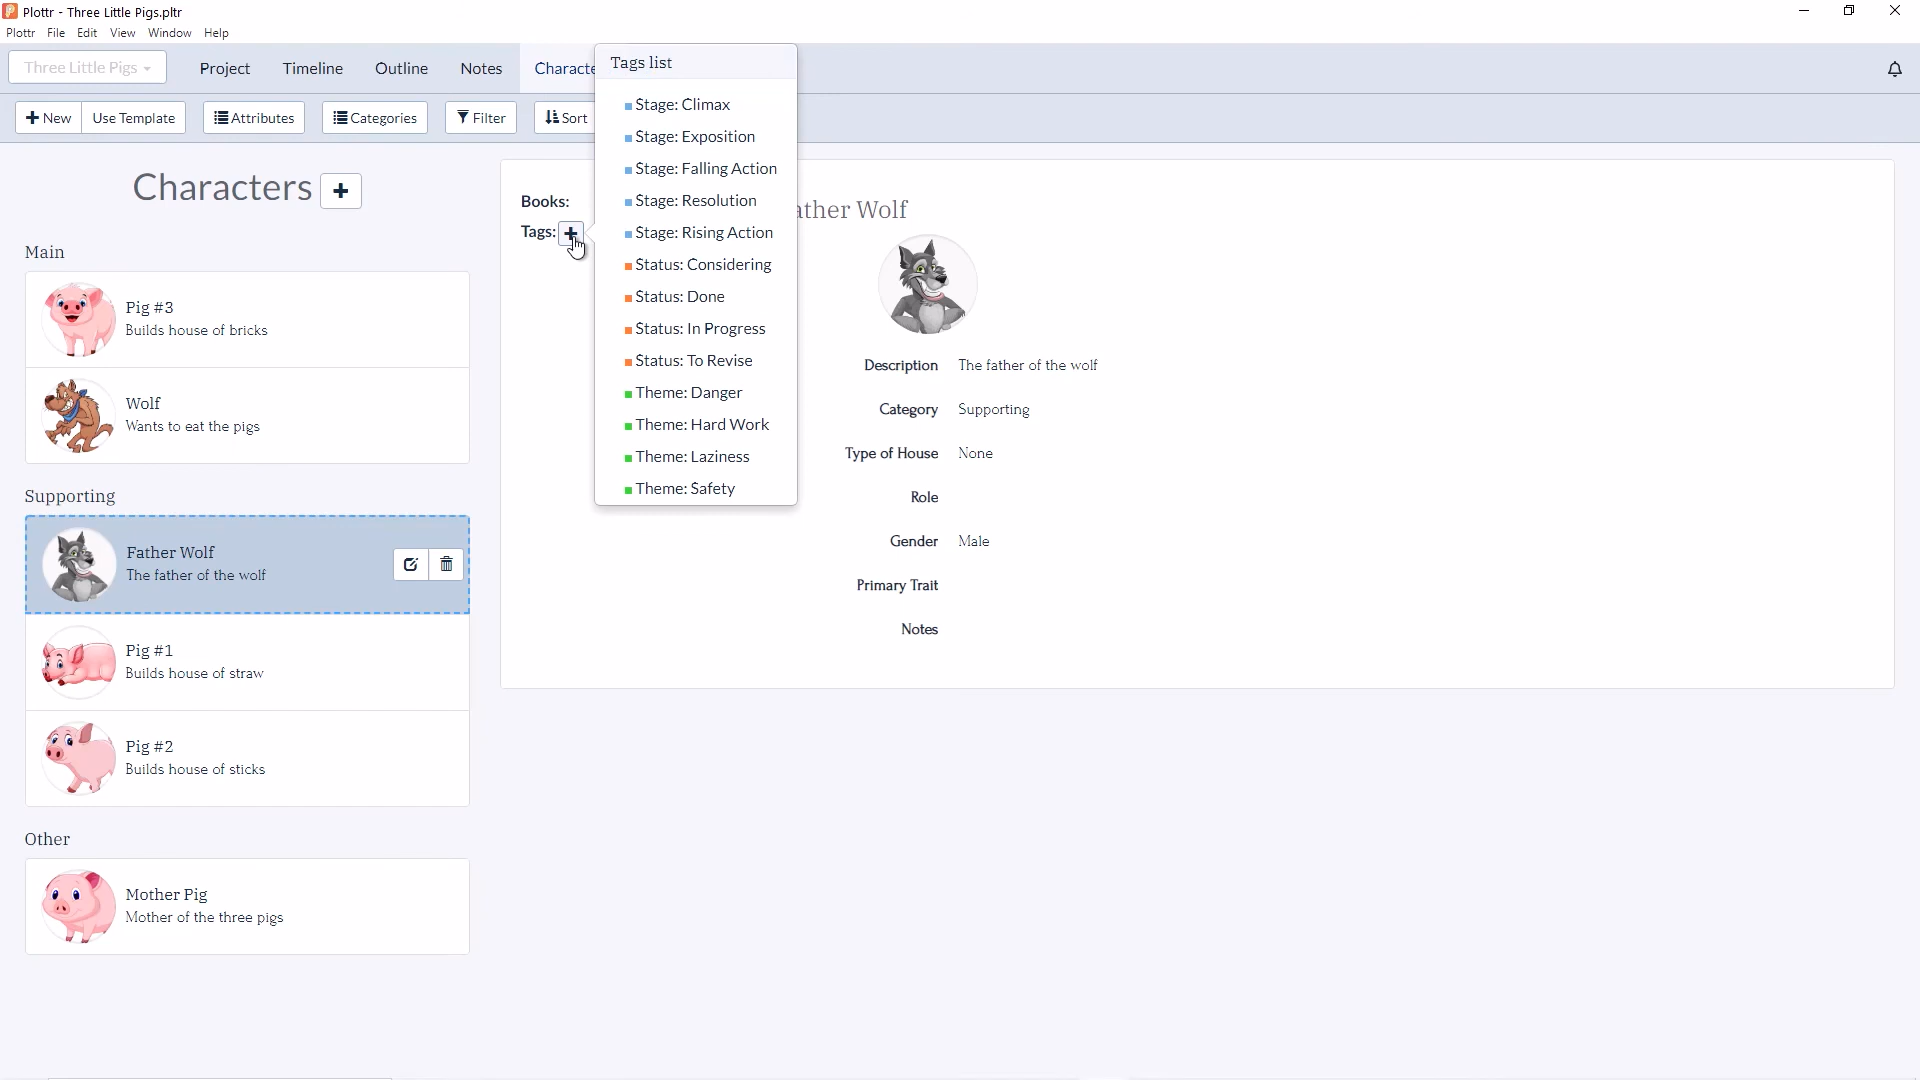 Plottr - Three Little Pigs.pltr
Plottr File Edit View Window Help
Three Little Pigs
Project Timeline Outline Notes Characte
New Use Template Attributes Categories Filter Sort
Tags list
Stage: Climax
Stage: Exposition
Stage: Falling Action
Stage: Resolution
Stage: Rising Action
Status: Considering
Status: Done
Status: In Progress
Status: To Revise
Theme: Danger
Theme: Hard Work
Theme: Laziness
Theme: Safety
Characters
Main
Pig #3
Builds house of bricks
Wolf
Wants to eat the pigs
Supporting
Father Wolf
The father of the wolf
Pig #1
Builds house of straw
Pig #2
Builds house of sticks
Other
Mother Pig
Mother of the three pigs
Books:
Tags:
ather Wolf
Description The father of the wolf
Category Supporting
Type of House None
Role
Gender Male
Primary Trait
Notes